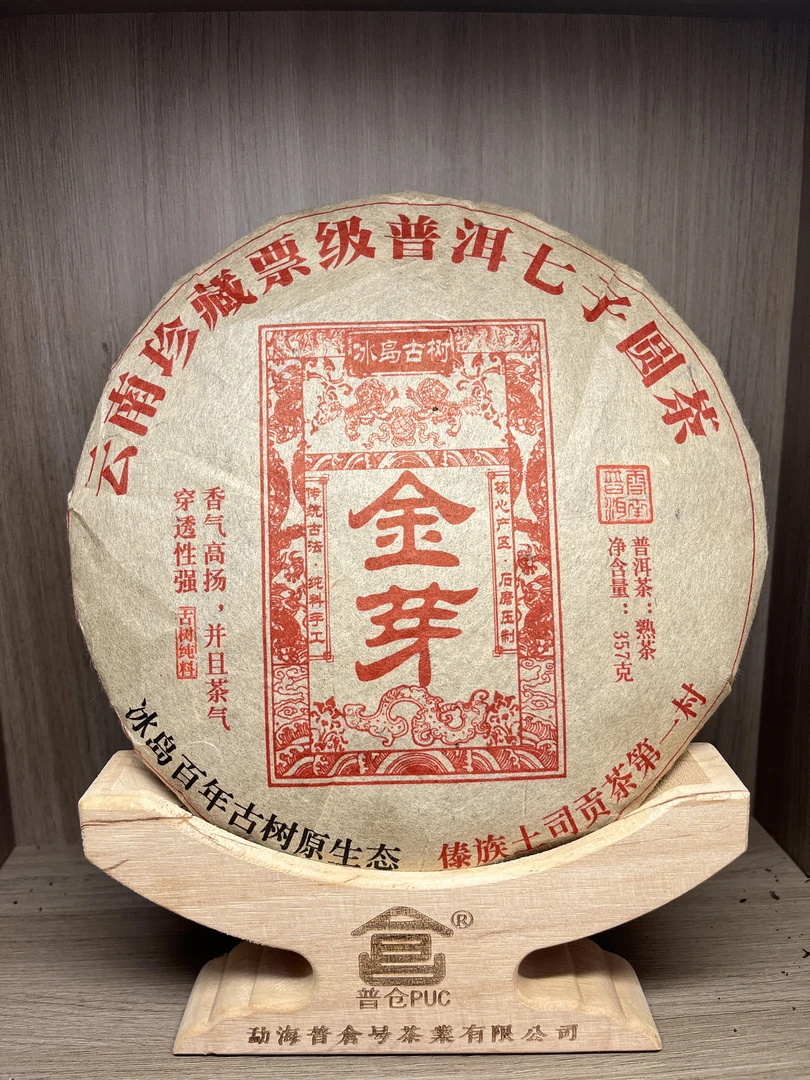 云南珍藏票级普洱七子圆茶
冰岛古树
金芽
核心产区·石磨压制
传统古法·纯料手工
普洱茶：熟茶
净含量：357克
香气高扬，并且茶气
穿透性强
古树纯料
冰岛百年古树原生态
傣族土司贡茶第一村
®
普仓PUC
勐海普倉号茶業有限公司